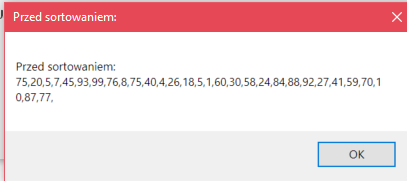 Przed sortowaniem:
Przed sortowaniem:
75,20,5,7,45,93,99,76,8,75,40,4,26,18,5,1,60,30,58,24,84,88,92,27,41,59,70,1
0,87,77,
OK